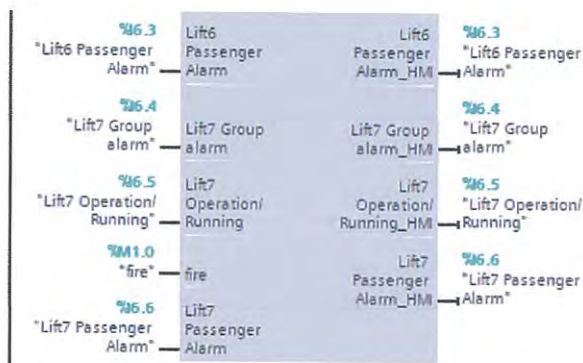 %I6.3
"Lift6 Passenger
Alarm"
Lift6
Passenger
Alarm
Lift6
Passenger
Alarm_HMI
%I6.3
"Lift6 Passenger
Alarm"
%I6.4
"Lift7 Group
alarm"
Lift7 Group
alarm
Lift7 Group
alarm_HMI
%I6.4
"Lift7 Group
alarm"
%I6.5
"Lift7 Operation/
Running"
Lift7
Operation/
Running
Lift7
Operation/
Running_HMI
%I6.5
"Lift7 Operation/
Running"
%M1.0
"fire"
fire
Lift7
Passenger
Alarm_HMI
%I6.6
"Lift7 Passenger
Alarm"
%I6.6
"Lift7 Passenger
Alarm"
Lift7
Passenger
Alarm